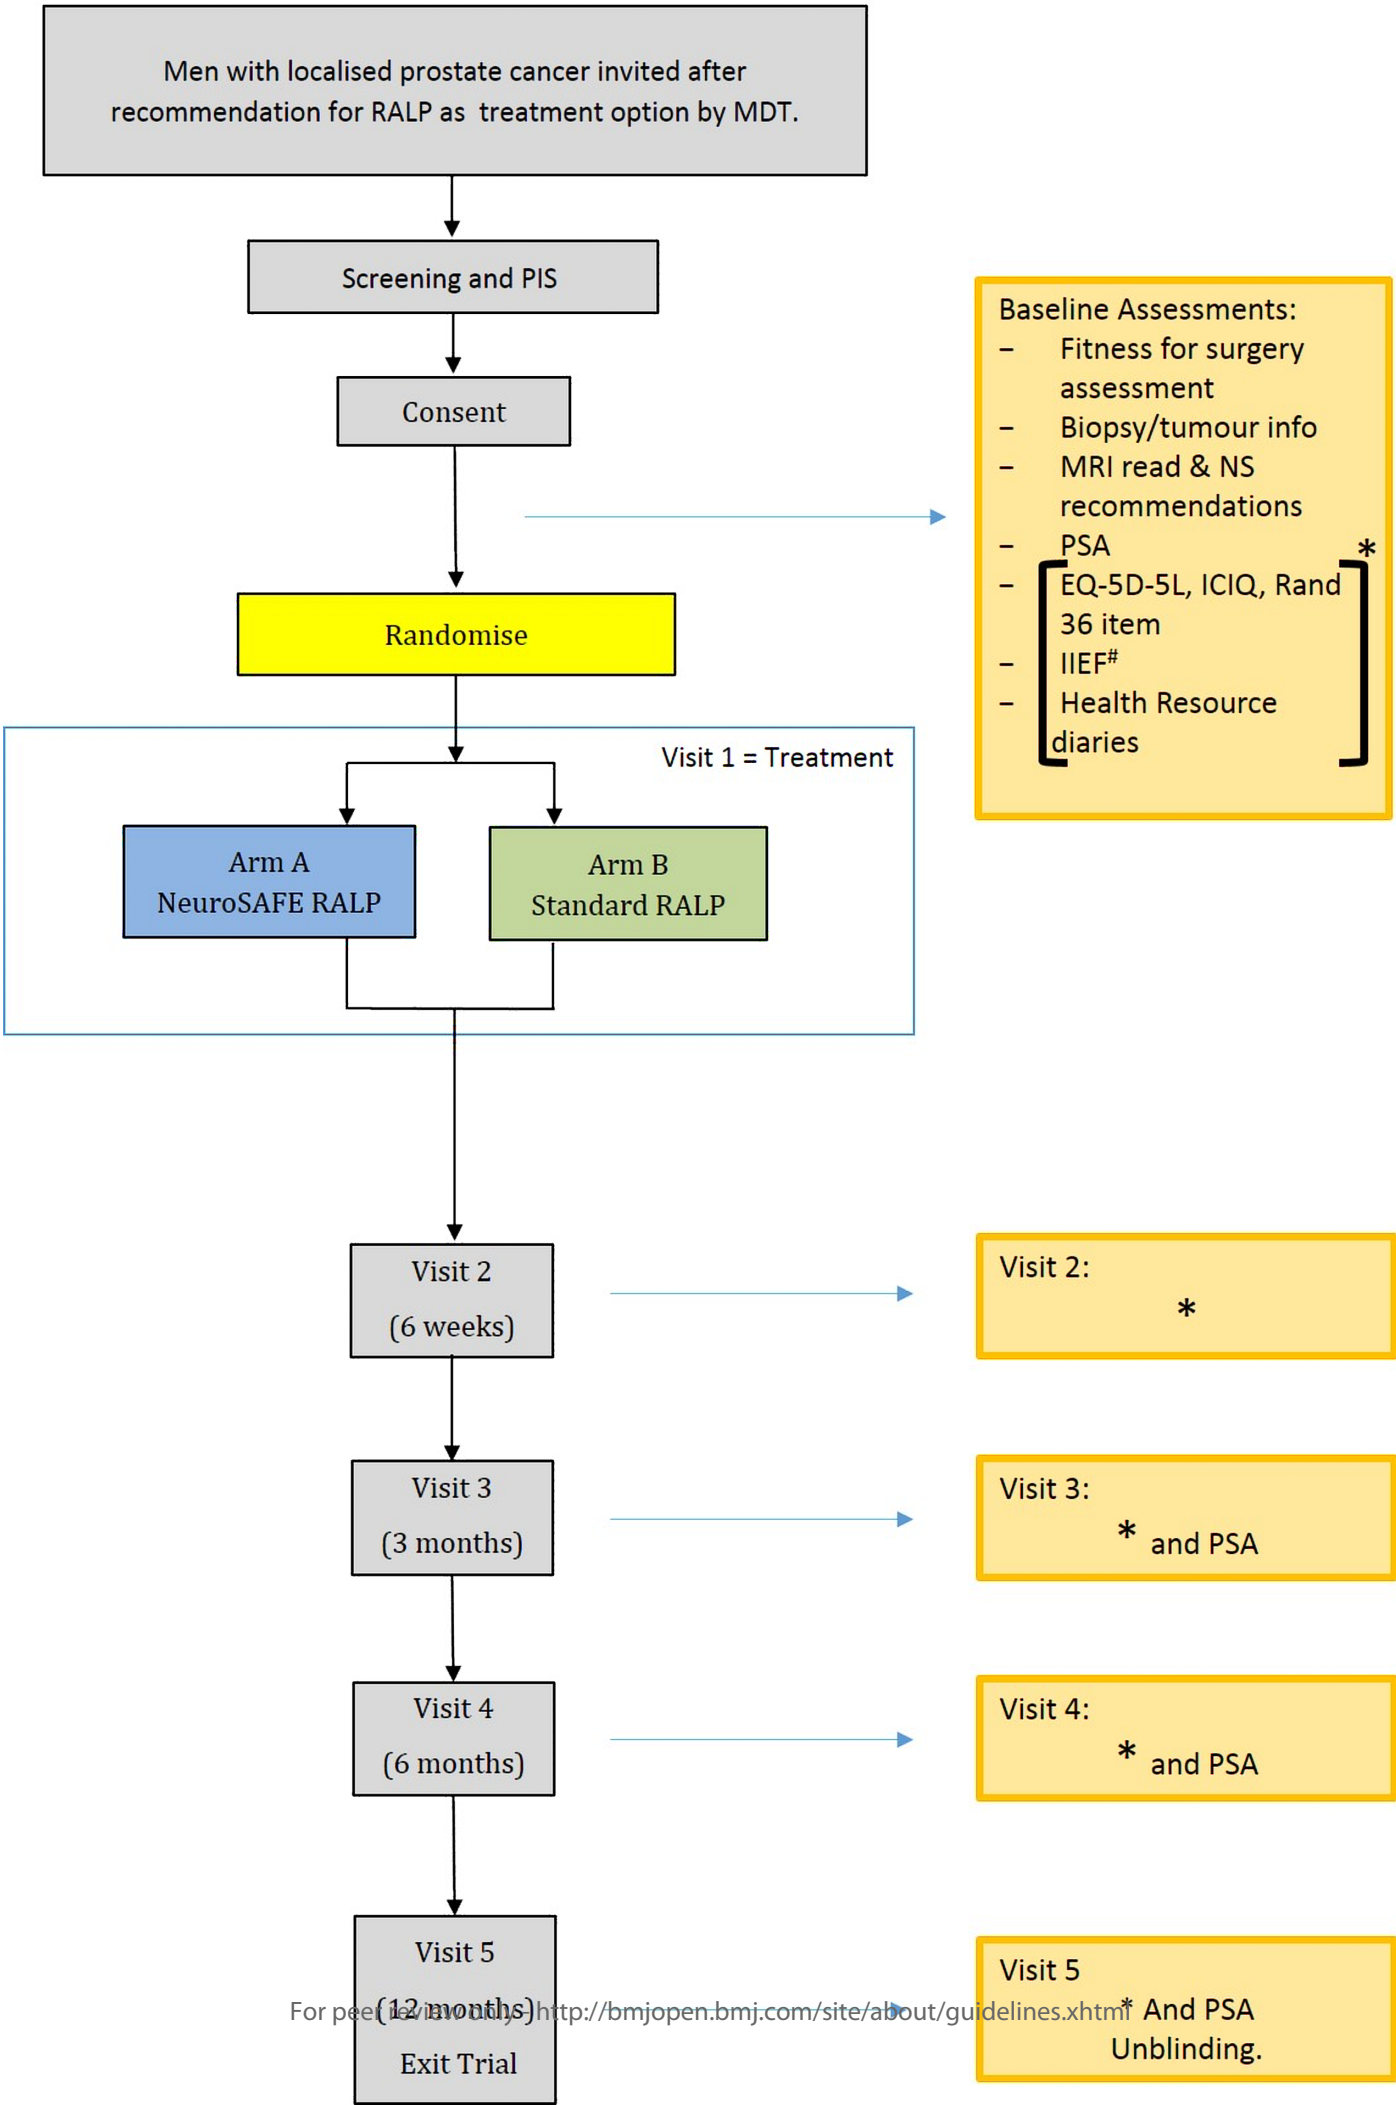 Men with localised prostate cancer invited after
recommendation for RALP as treatment option by MDT.
Screening and PIS
Consent
Baseline Assessments:
– Fitness for surgery
assessment
– Biopsy/tumour info
– MRI read & NS
recommendations
– PSA *
– EQ-5D-5L, ICIQ, Rand
36 item
– IIEF#
– Health Resource
diaries
Randomise
Visit 1 = Treatment
Arm A
NeuroSAFE RALP
Arm B
Standard RALP
Visit 2
(6 weeks)
Visit 2:
*
Visit 3
(3 months)
Visit 3:
* and PSA
Visit 4
(6 months)
Visit 4:
* and PSA
Visit 5
(12 months)
Exit Trial
Visit 5
* And PSA
Unblinding.
For peer review only - http://bmjopen.bmj.com/site/about/guidelines.xhtml